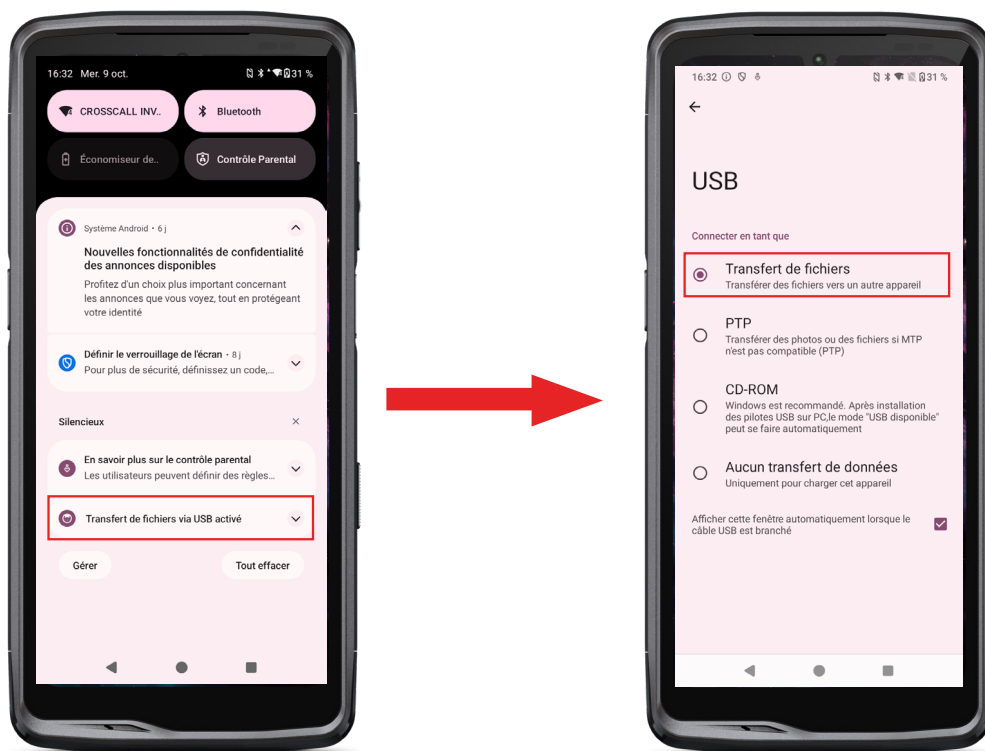 16:32 Mer. 9 oct.
31 %
CROSSCALL INV..
Bluetooth
Économiseur de..
Contrôle Parental
Système Android • 6 j
Nouvelles fonctionnalités de confidentialité
des annonces disponibles
Profitez d'un choix plus important concernant
les annonces que vous voyez, tout en protégeant
votre identité
Définir le verrouillage de l'écran • 8 j
Pour plus de sécurité, définissez un code,...
Silencieux
En savoir plus sur le contrôle parental
Les utilisateurs peuvent définir des règles...
Transfert de fichiers via USB activé
Gérer
Tout effacer
16:32
31 %
USB
Connecter en tant que
Transfert de fichiers
Transférer des fichiers vers un autre appareil
PTP
Transférer des photos ou des fichiers si MTP
n'est pas compatible (PTP)
CD-ROM
Windows est recommandé. Après installation
des pilotes USB sur PC,le mode "USB disponible"
peut se faire automatiquement
Aucun transfert de données
Uniquement pour charger cet appareil
Afficher cette fenêtre automatiquement lorsque le
câble USB est branché